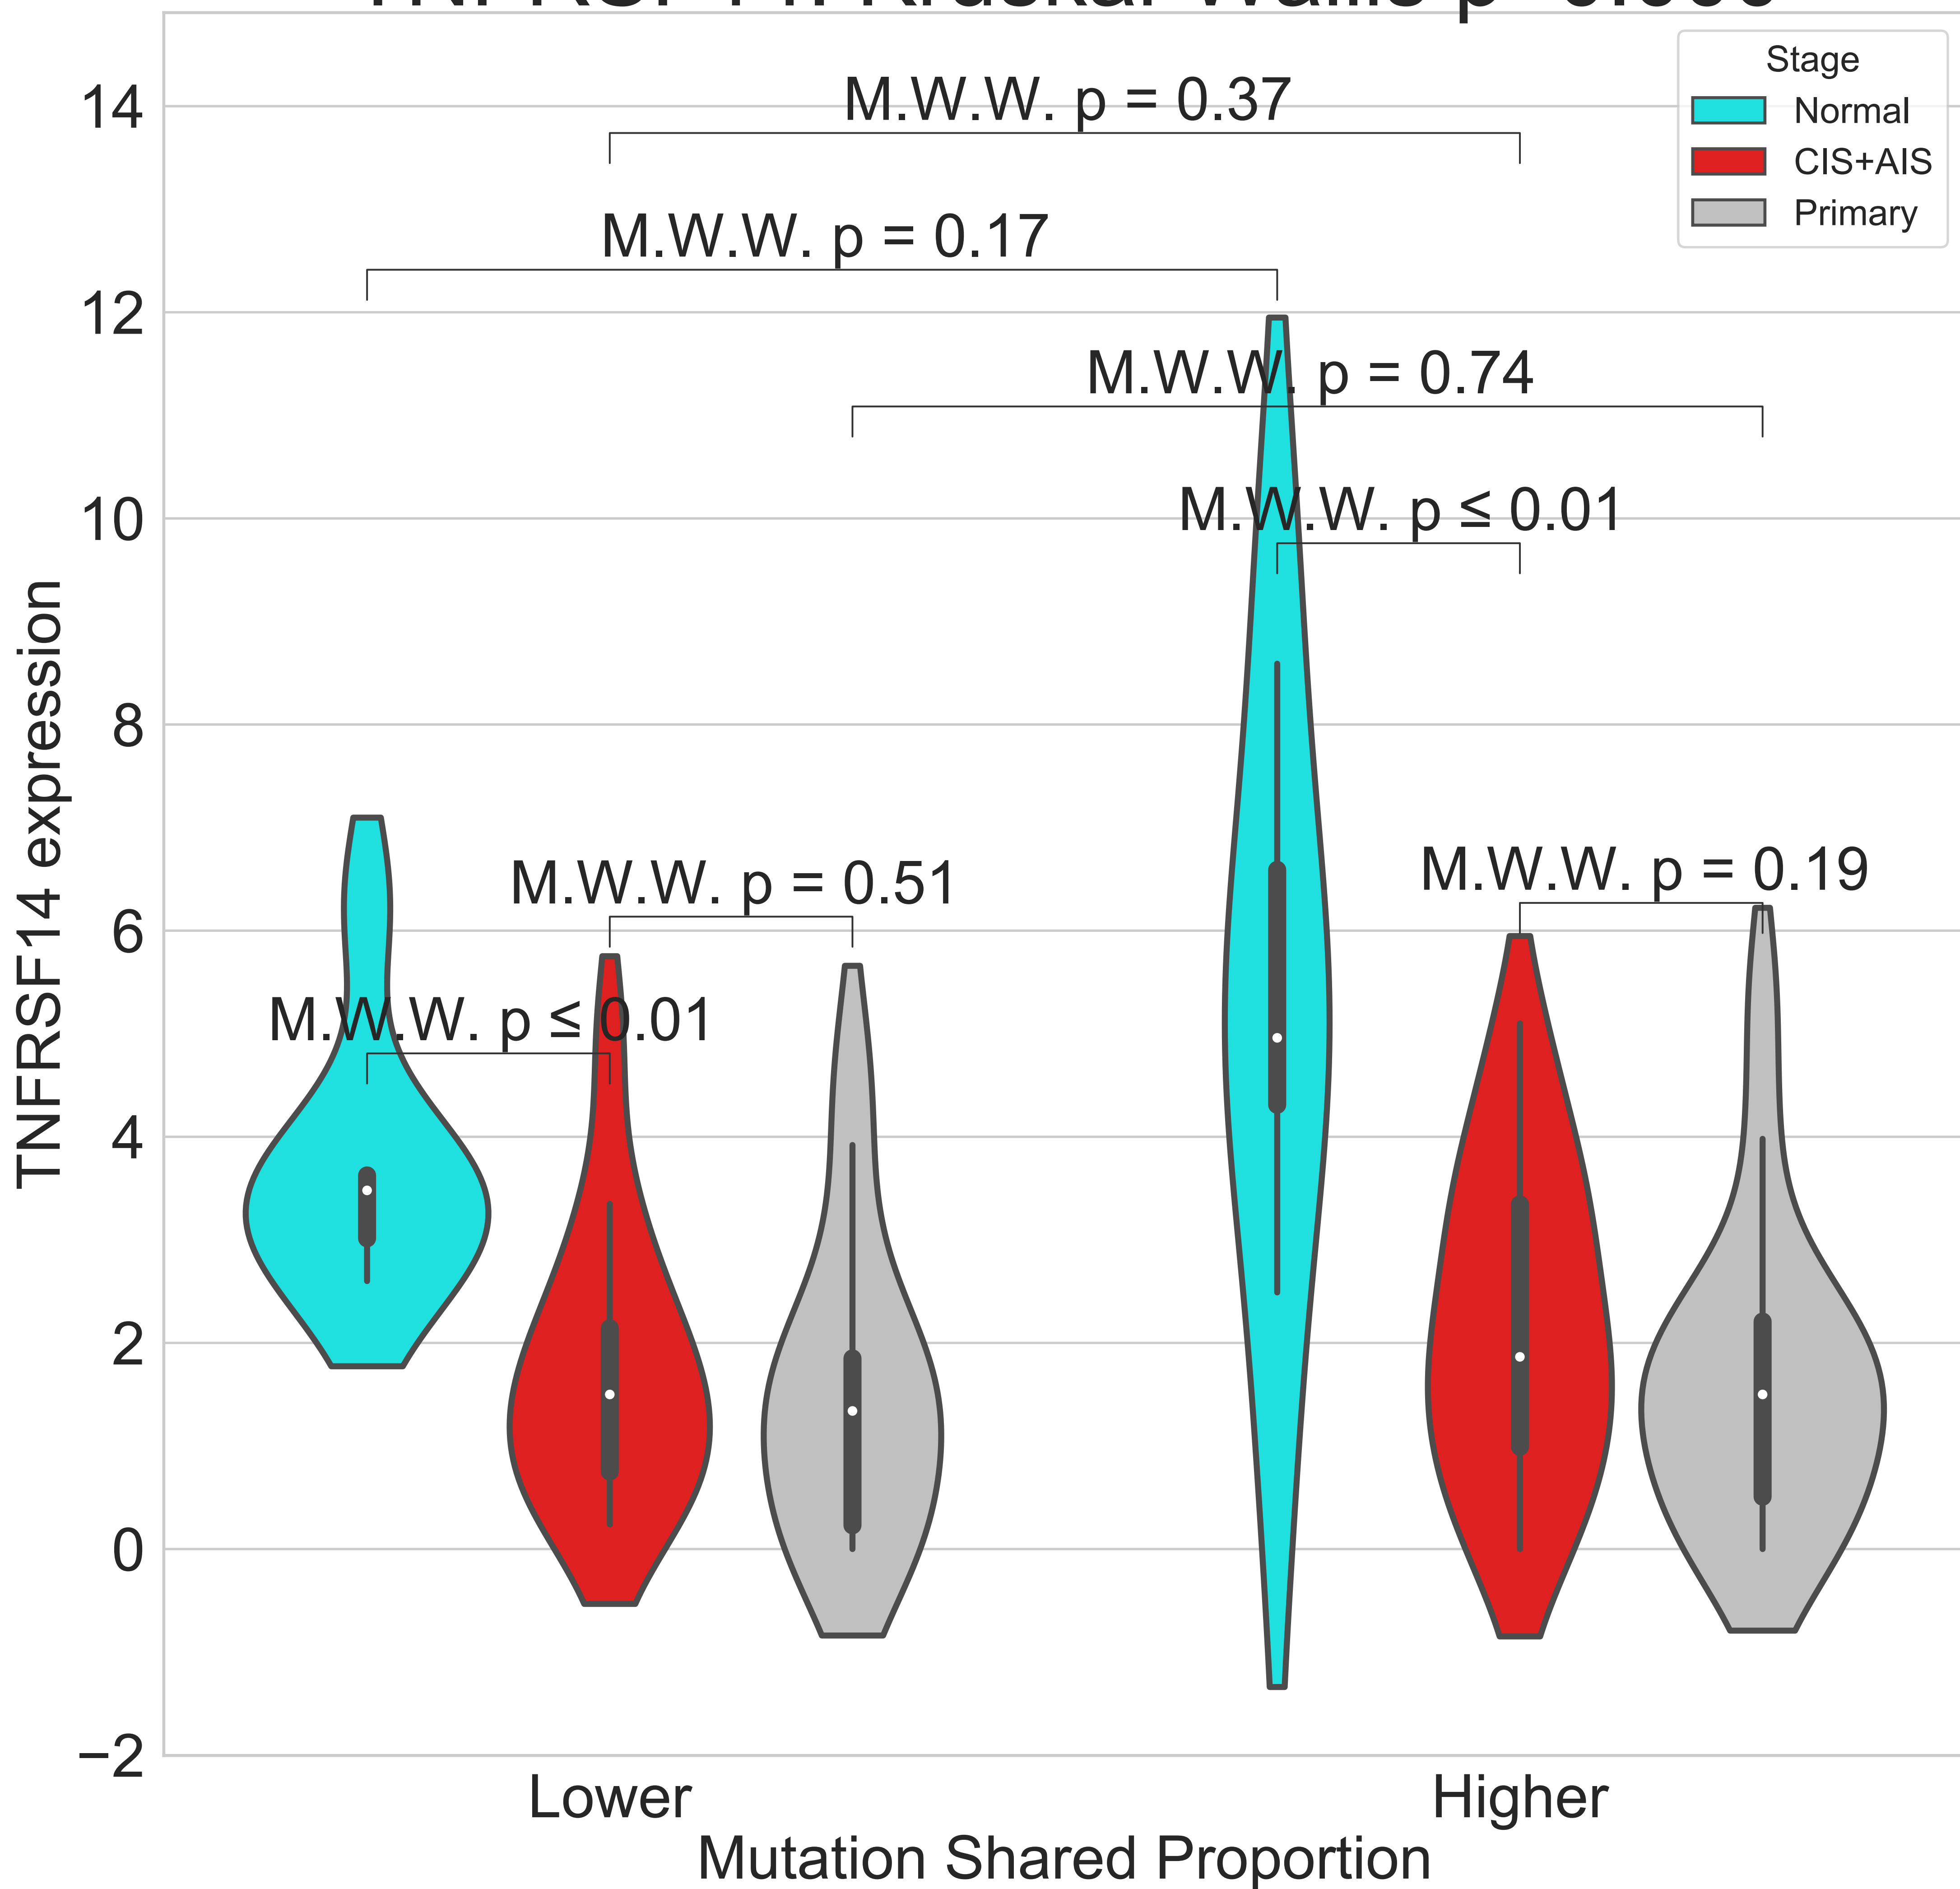 Stage
Normal
CIS+AIS
Primary
M.W.W. p = 0.37
M.W.W. p = 0.17
M.W.W. p = 0.74
M.W.W. p ≤ 0.01
M.W.W. p = 0.51
M.W.W. p = 0.19
M.W.W. p ≤ 0.01
14
12
10
8
6
4
2
0
−2
TNFRSF14 expression
Lower
Higher
Mutation Shared Proportion